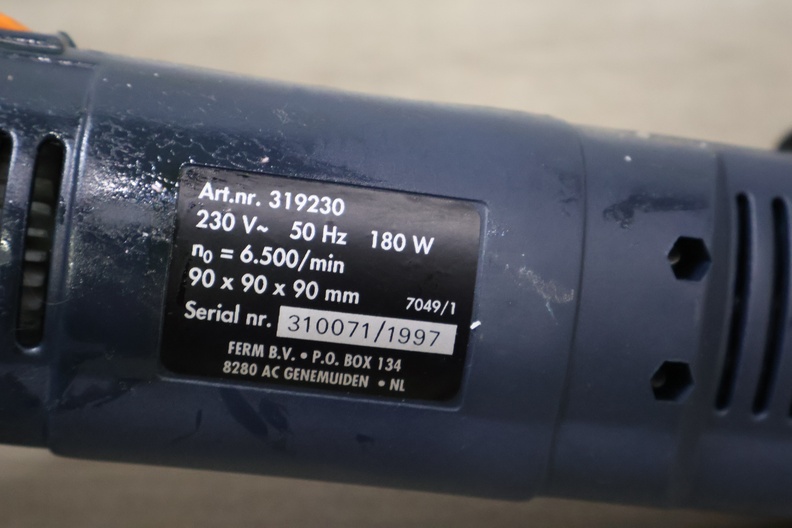 Art.nr. 319230
230 V~ 50 Hz 180 W
n₀ = 6.500/min
90 x 90 x 90 mm 7049/1
Serial nr. 310071/1997
FERM B.V. • P.O. BOX 134
8280 AC GENEMUIDEN • NL